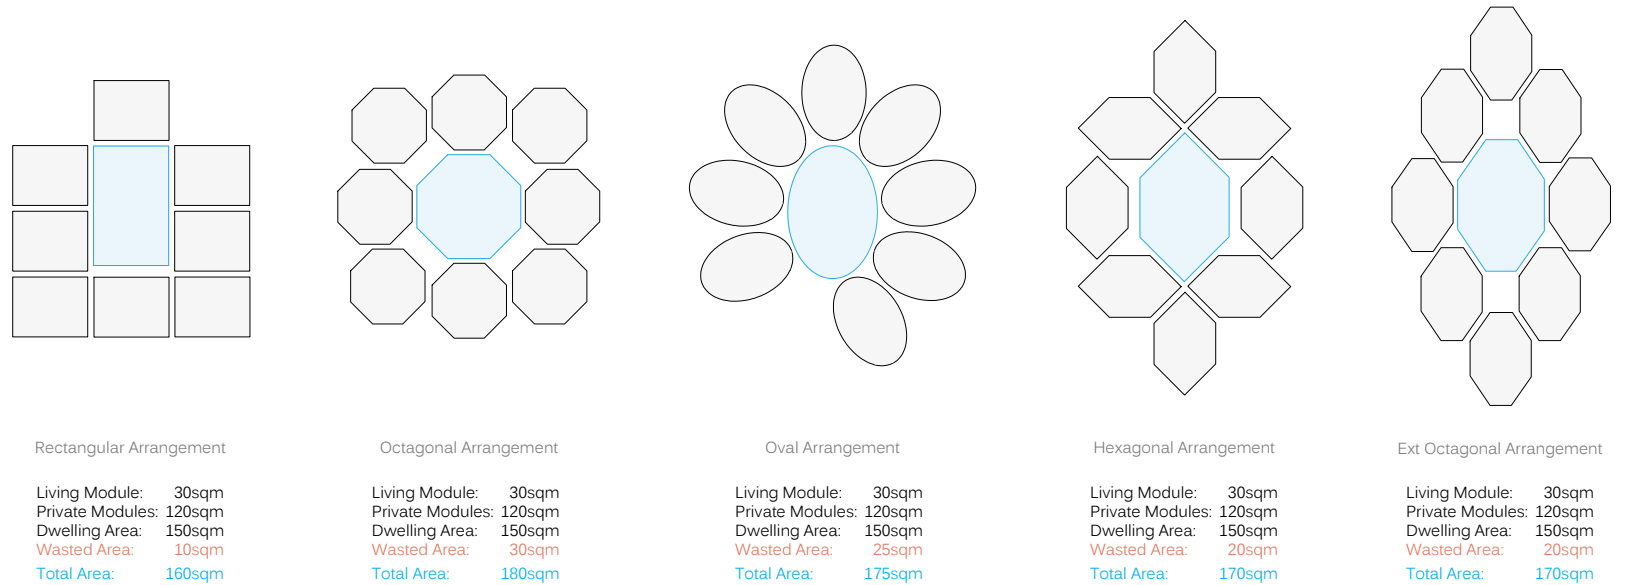 Rectangular Arrangement
Living Module: 30sqm
Private Modules: 120sqm
Dwelling Area: 150sqm
Wasted Area: 10sqm
Total Area: 160sqm
Octagonal Arrangement
Living Module: 30sqm
Private Modules: 120sqm
Dwelling Area: 150sqm
Wasted Area: 30sqm
Total Area: 180sqm
Oval Arrangement
Living Module: 30sqm
Private Modules: 120sqm
Dwelling Area: 150sqm
Wasted Area: 25sqm
Total Area: 175sqm
Hexagonal Arrangement
Living Module: 30sqm
Private Modules: 120sqm
Dwelling Area: 150sqm
Wasted Area: 20sqm
Total Area: 170sqm
Ext Octagonal Arrangement
Living Module: 30sqm
Private Modules: 120sqm
Dwelling Area: 150sqm
Wasted Area: 20sqm
Total Area: 170sqm